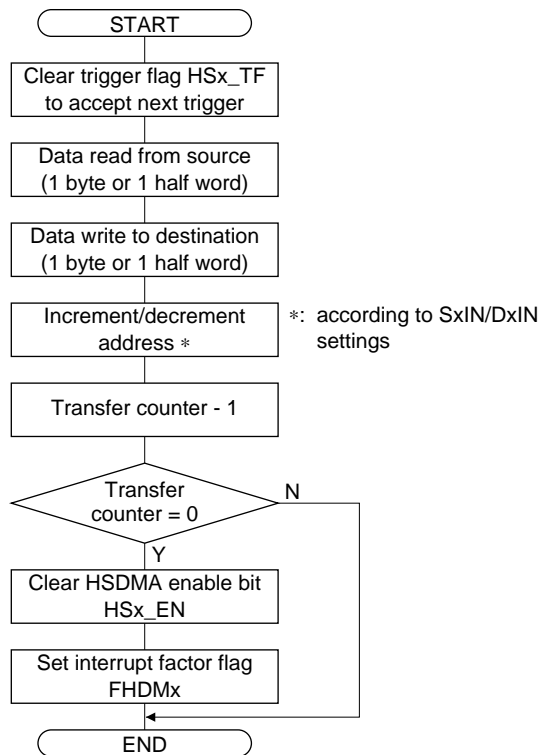 START
Clear trigger flag HSx_TF
to accept next trigger
Data read from source
(1 byte or 1 half word)
Data write to destination
(1 byte or 1 half word)
Increment/decrement
address ∗
∗: according to SxIN/DxIN
settings
Transfer counter - 1
Transfer
counter = 0
N
Y
Clear HSDMA enable bit
HSx_EN
Set interrupt factor flag
FHDMx
END